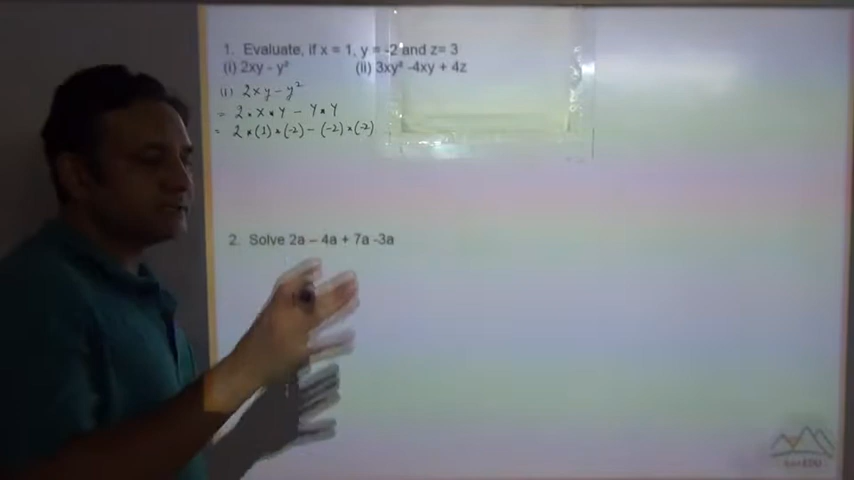 1. Evaluate, if x = 1, y = -2 and z= 3
(i) 2xy - y² (ii) 3xy² -4xy + 4z
(i) 2xy - y²
= 2 × x × y - y × y
= 2 × (1) × (-2) - (-2) × (-2)
2. Solve 2a – 4a + 7a -3a